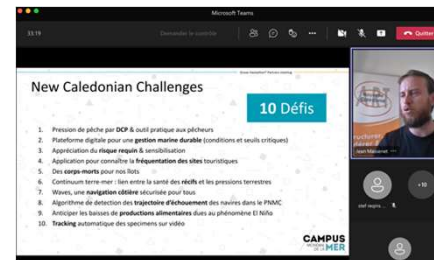 Microsoft Teams
33:19
Demander le contrôle
Quitter
New Caledonian Challenges
10 Défis
1. Pression de pêche par DCP & outil pratique aux pêcheurs
2. Plateforme digitale pour une gestion marine durable (conditions et seuils critiques)
3. Appréciation du risque requin & sensibilisation
4. Application pour connaître la fréquentation des sites touristiques
5. Des corps-morts pour nos îlots
6. Continuum terre-mer : lien entre la santé des récifs et les pressions terrestres
7. Waves, une navigation côtière sécurisée pour tous
8. Algorithme de detection des trajectoire d'échouement des navires dans le PNMC
9. Anticiper les baisses de productions alimentaires dues au phénomène El Niño
10. Tracking automatique des specimens sur vidéo
CAMPUS
MER
+10